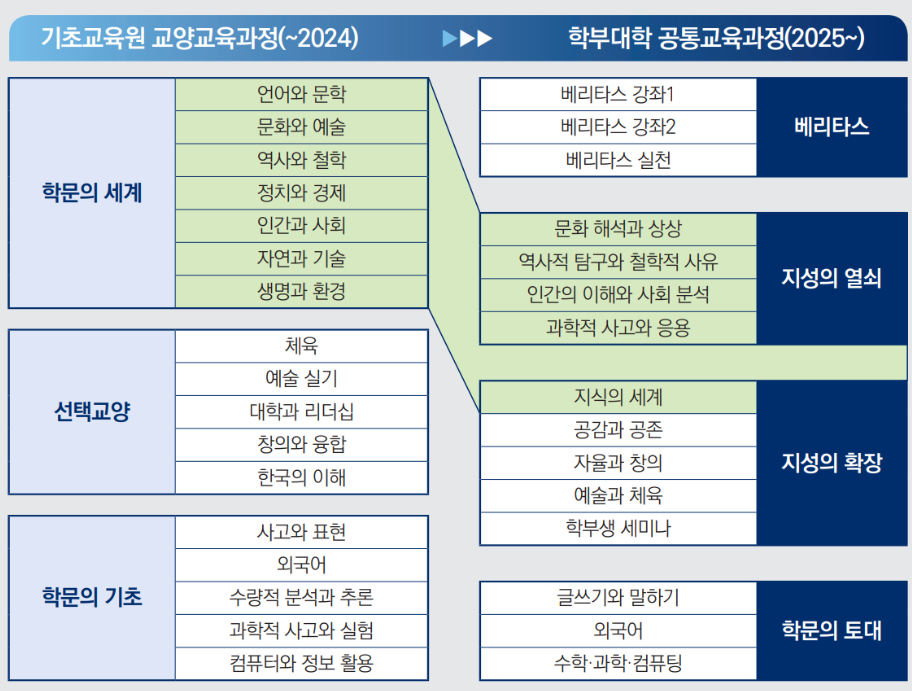 기초교육원 교양교육과정(~2024)
학부대학 공통교육과정(2025~)
학문의 세계
언어와 문학
문화와 예술
역사와 철학
정치와 경제
인간과 사회
자연과 기술
생명과 환경
선택교양
체육
예술 실기
대학과 리더십
창의와 융합
한국의 이해
학문의 기초
사고와 표현
외국어
수량적 분석과 추론
과학적 사고와 실험
컴퓨터와 정보 활용
베리타스 강좌1
베리타스 강좌2
베리타스 실천
베리타스
문화 해석과 상상
역사적 탐구와 철학적 사유
인간의 이해와 사회 분석
과학적 사고와 응용
지성의 열쇠
지식의 세계
공감과 공존
자율과 창의
예술과 체육
학부생 세미나
지성의 확장
글쓰기와 말하기
외국어
수학·과학·컴퓨팅
학문의 토대